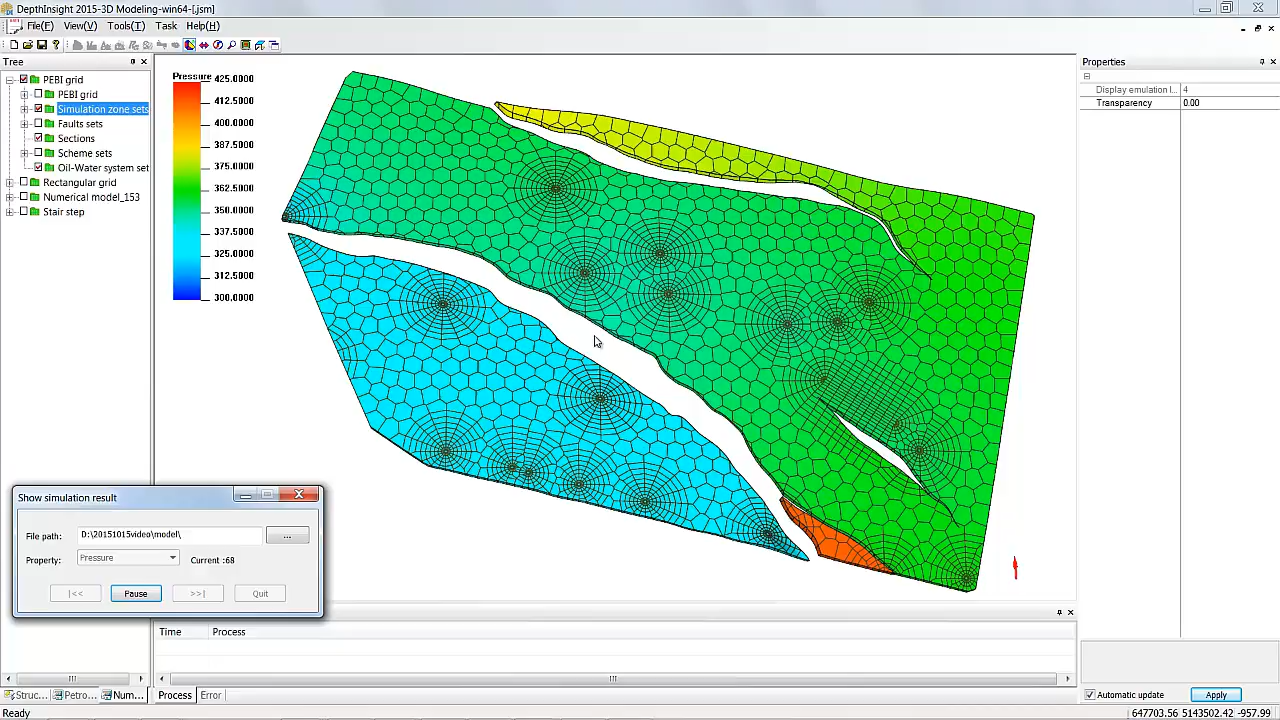 DepthInsight 2015-3D Modeling-win64-[.jsm]
File(F) View(V) Tools(T) Task Help(H)
Tree
PEBI grid
PEBI grid
Simulation zone sets
Faults sets
Sections
Scheme sets
Oil-Water system set
Rectangular grid
Numerical model_153
Stair step
Pressure
425.0000
412.5000
400.0000
387.5000
375.0000
362.5000
350.0000
337.5000
325.0000
312.5000
300.0000
Properties
Display emulation l... 4
Transparency 0.00
Show simulation result
File path: D:\20151015video\model\ ...
Property: Pressure Current :68
|<< Pause >>| Quit
Time Process
Struc... Petro... Num... Process Error
Automatic update Apply
Ready 647703.56 5143502.42 -957.99